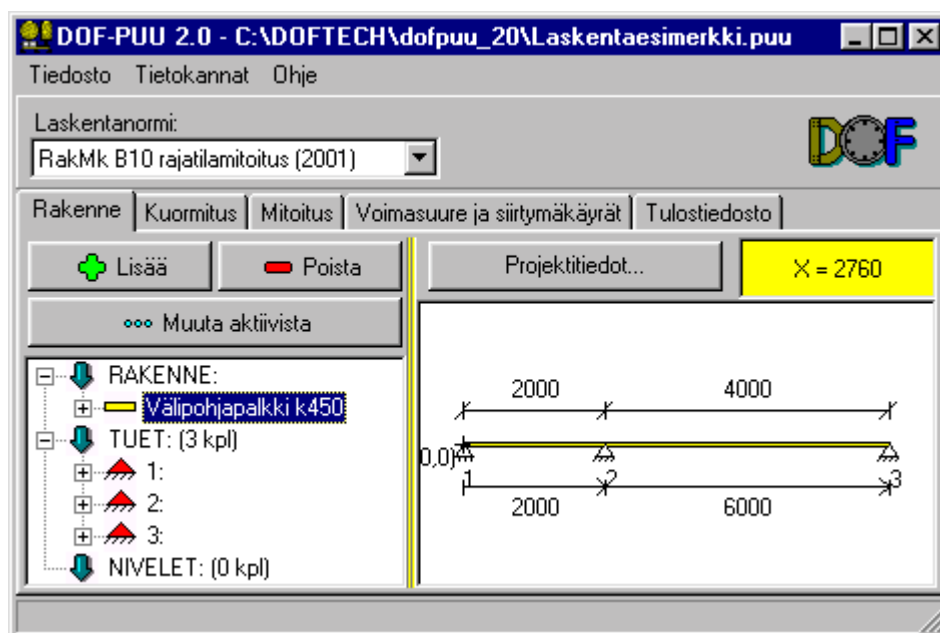 DOF-PUU 2.0 - C:\DOFTECH\dofpuu_20\Laskentaesimerkki.puu
Tiedosto Tietokannat Ohje
Laskentanormi:
RakMk B10 rajatilamitoitus (2001)
DOF
Rakenne Kuormitus Mitoitus Voimasuure ja siirtymäkäyrät Tulostiedosto
Lisää Poista
Projektitiedot... X = 2760
Muuta aktiivista
RAKENNE:
Välipohjapalkki k450
TUET: (3 kpl)
1:
2:
3:
NIVELET: (0 kpl)
2000 4000
0,0)
1 2 3
2000 6000